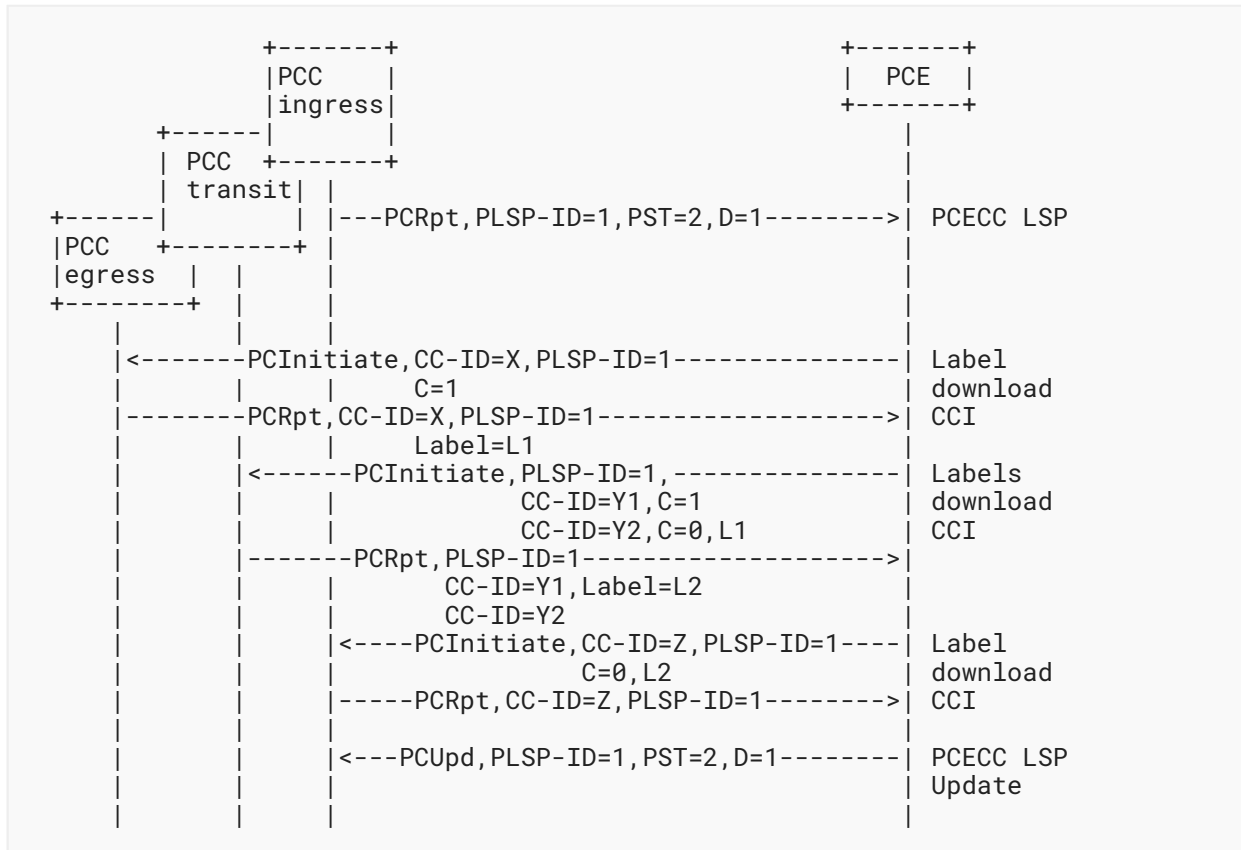 +-------+                              +-------+
|PCC    |                              |  PCE  |
|ingress|                              +-------+
+------|       |                                  |
| PCC  +-------+                                  |
| transit| |                                      |
+------|        | |---PCRpt,PLSP-ID=1,PST=2,D=1-------->| PCECC LSP
|PCC   +--------+ |                                     |
|egress  |  |     |                                     |
+--------+  |     |                                     |
|       |     |                                     |
|<-------PCInitiate,CC-ID=X,PLSP-ID=1---------------| Label
|       |     |     C=1                             | download
|--------PCRpt,CC-ID=X,PLSP-ID=1------------------->| CCI
|       |     |     Label=L1                        |
|       |<------PCInitiate,PLSP-ID=1,---------------| Labels
|       |     |            CC-ID=Y1,C=1             | download
|       |     |            CC-ID=Y2,C=0,L1          | CCI
|       |-------PCRpt,PLSP-ID=1-------------------->|
|       |     |       CC-ID=Y1,Label=L2             |
|       |     |       CC-ID=Y2                      |
|       |     |<----PCInitiate,CC-ID=Z,PLSP-ID=1----| Label
|       |     |                C=0,L2               | download
|       |     |-----PCRpt,CC-ID=Z,PLSP-ID=1-------->| CCI
|       |     |                                     |
|       |     |<---PCUpd,PLSP-ID=1,PST=2,D=1--------| PCECC LSP
|       |     |                                     | Update
|       |     |                                     |